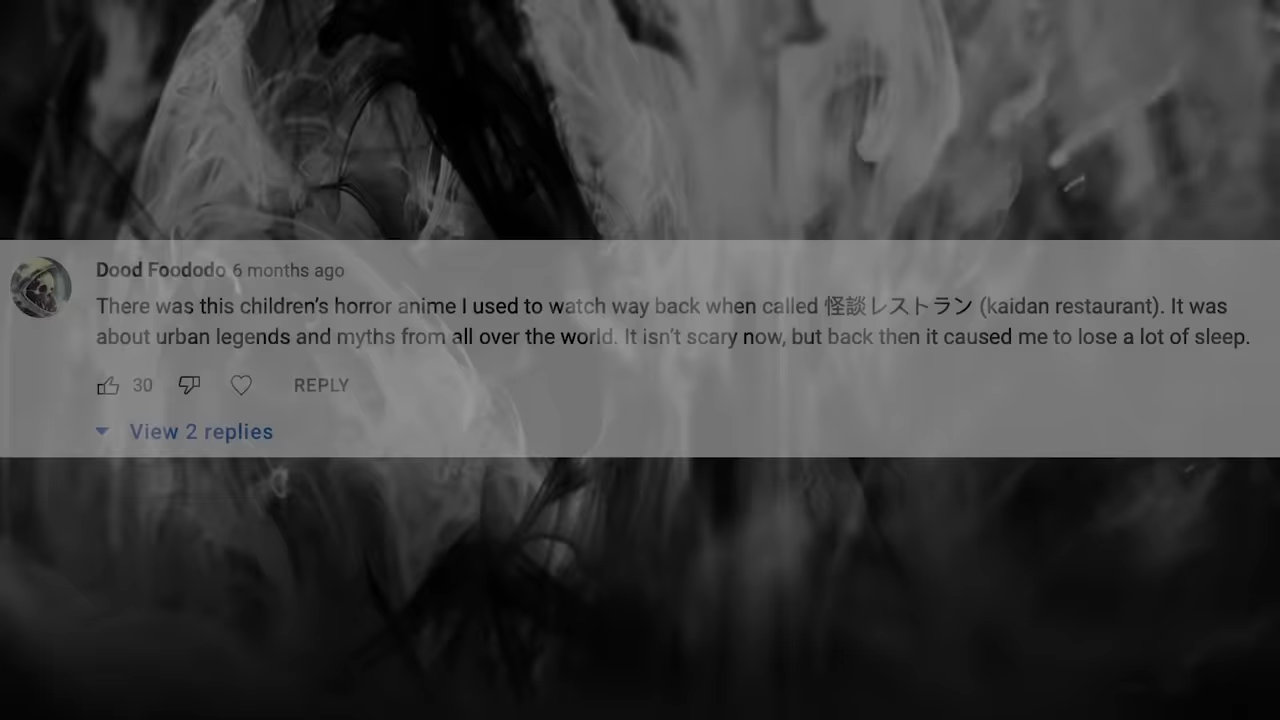 Dood Foododo 6 months ago
There was this children's horror anime I used to watch way back when called 怪談レストラン (kaidan restaurant). It was
about urban legends and myths from all over the world. It isn't scary now, but back then it caused me to lose a lot of sleep.
30 REPLY
View 2 replies